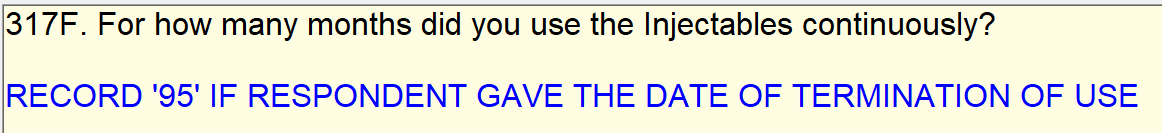 317F. For how many months did you use the Injectables continuously?
RECORD '95' IF RESPONDENT GAVE THE DATE OF TERMINATION OF USE